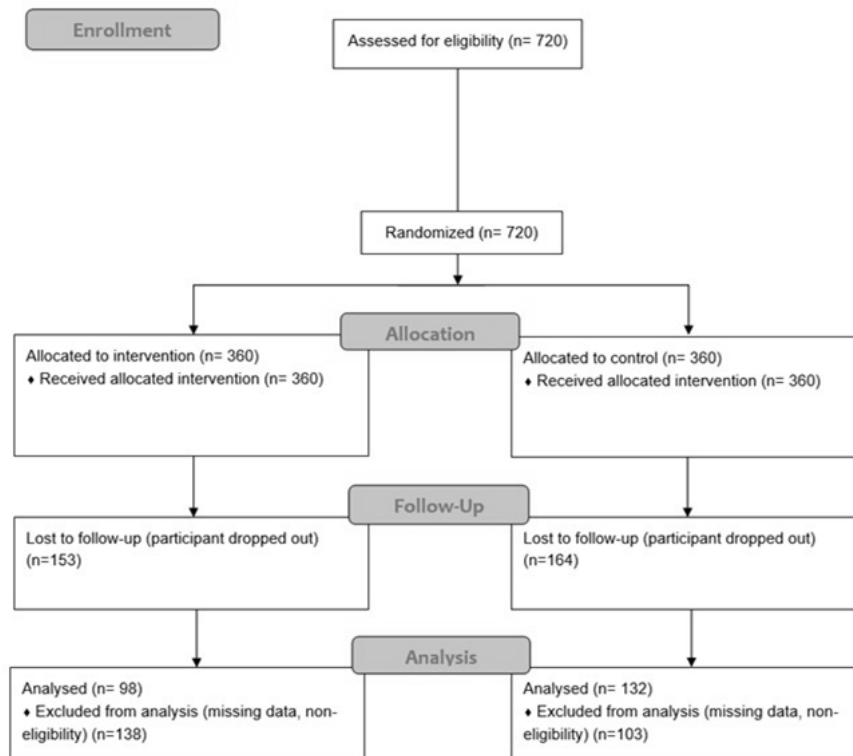 Enrollment
Assessed for eligibility (n= 720)
Randomized (n= 720)
Allocation
Allocated to intervention (n= 360)
♦ Received allocated intervention (n= 360)
Allocated to control (n= 360)
♦ Received allocated intervention (n= 360)
Follow-Up
Lost to follow-up (participant dropped out)
(n=153)
Lost to follow-up (participant dropped out)
(n=164)
Analysis
Analysed (n= 98)
♦ Excluded from analysis (missing data, non-
eligibility) (n=138)
Analysed (n= 132)
♦ Excluded from analysis (missing data, non-
eligibility) (n=103)